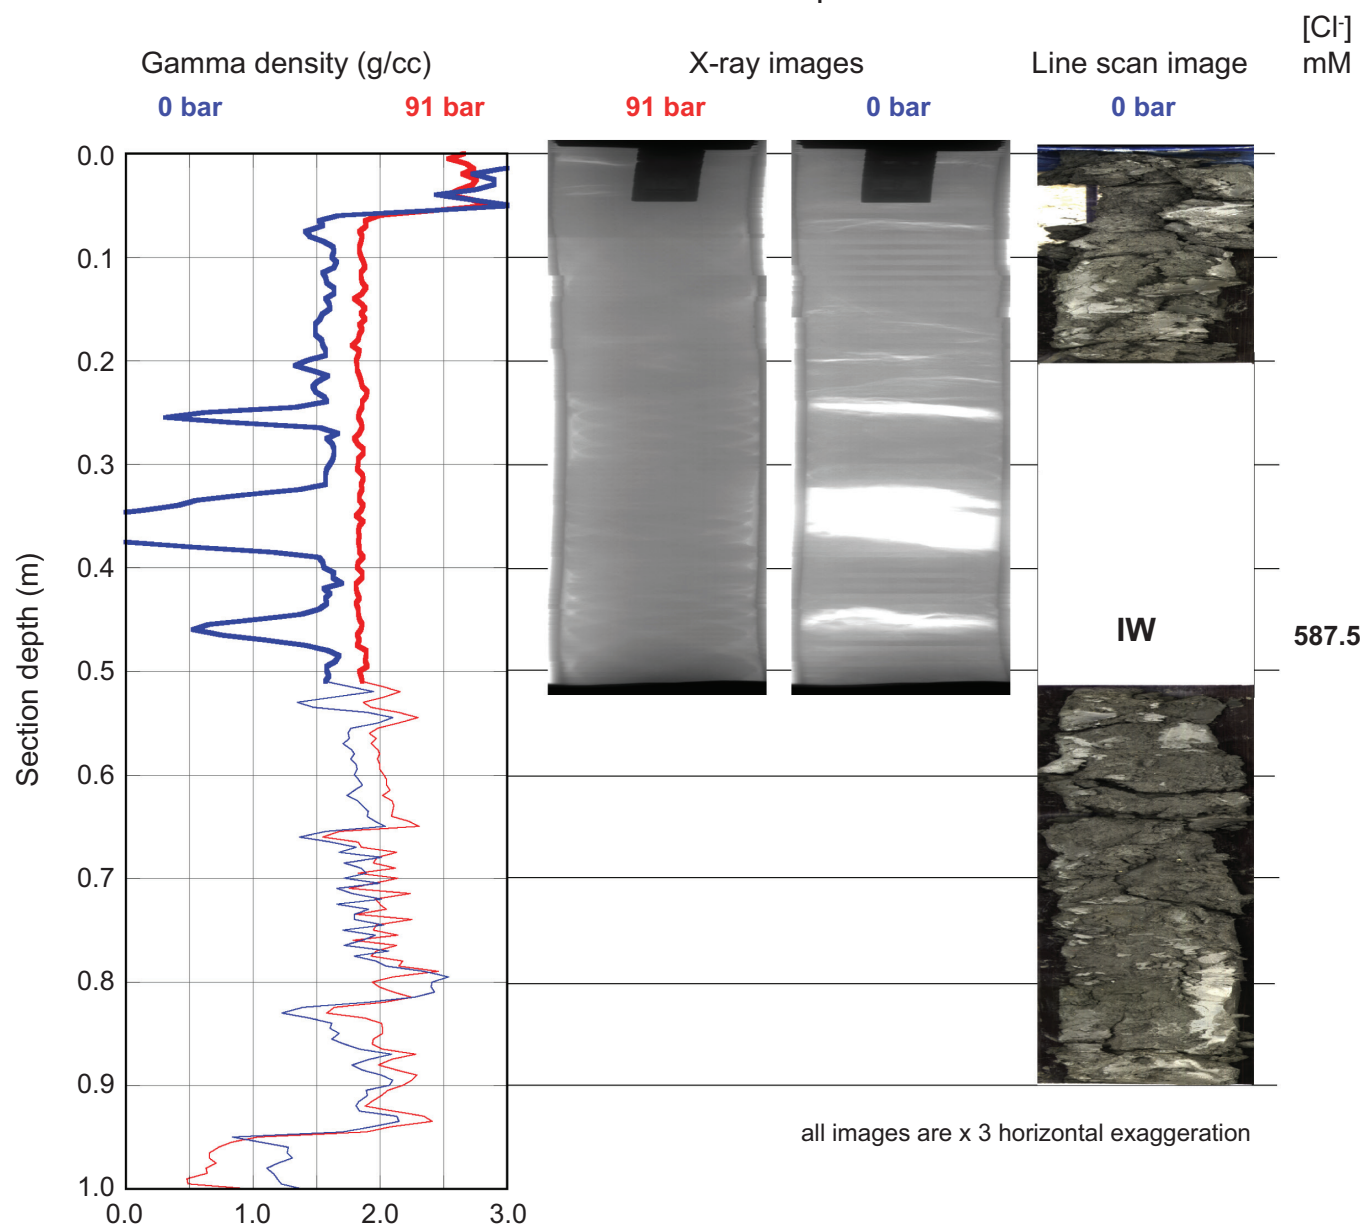 [Cl-]
Gamma density (g/cc) X-ray images Line scan image mM
0 bar 91 bar 91 bar 0 bar 0 bar
0.0
0.1
0.2
0.3
0.4
IW 587.5
0.5
Section depth (m)
0.6
0.7
0.8
0.9
all images are x 3 horizontal exaggeration
1.0
0.0 1.0 2.0 3.0